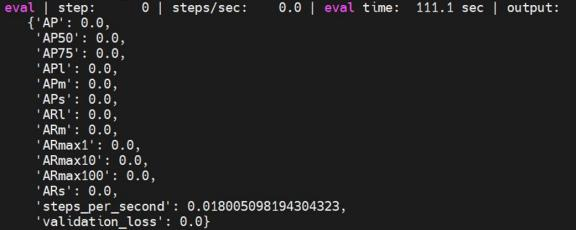 eval | step:      0 | steps/sec:    0.0 | eval time:  111.1 sec | output:
{'AP': 0.0,
'AP50': 0.0,
'AP75': 0.0,
'APl': 0.0,
'APm': 0.0,
'APs': 0.0,
'ARl': 0.0,
'ARm': 0.0,
'ARmax1': 0.0,
'ARmax10': 0.0,
'ARmax100': 0.0,
'ARs': 0.0,
'steps_per_second': 0.018005098194304323,
'validation_loss': 0.0}